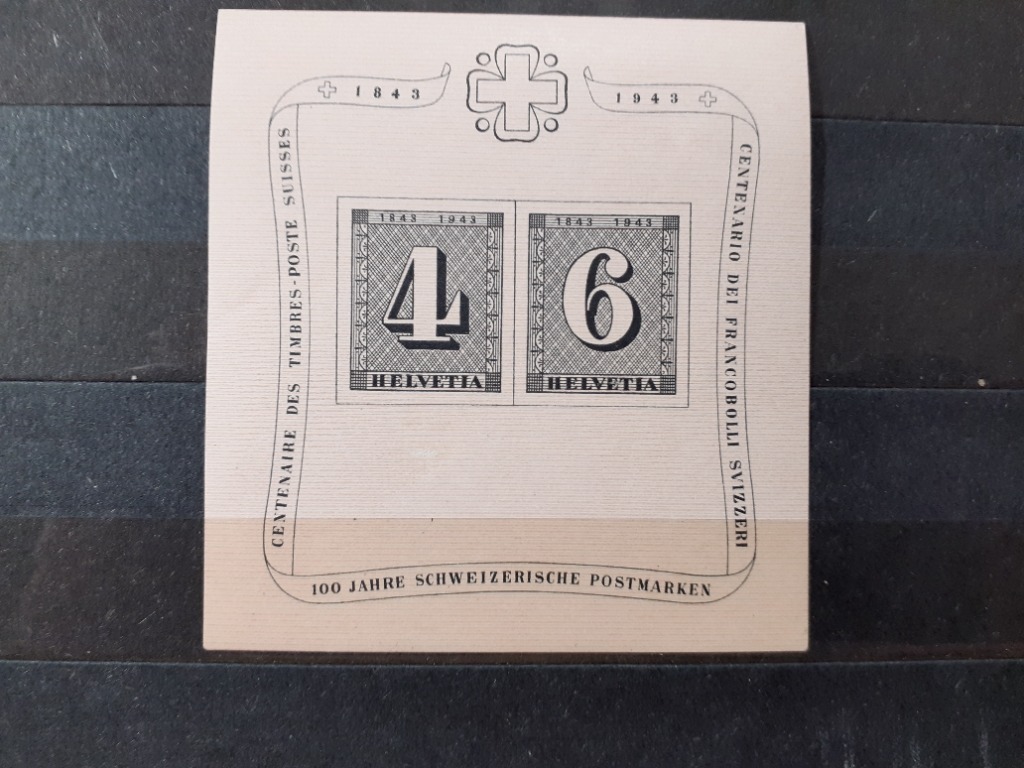 1843
1943
CENTENAIRE DES TIMBRES-POSTE SUISSES
1843 1943
4
HELVETIA
1843 1943
6
HELVETIA
CENTENARIO DEI FRANCOBOLLI SVIZZERI
100 JAHRE SCHWEIZERISCHE POSTMARKEN